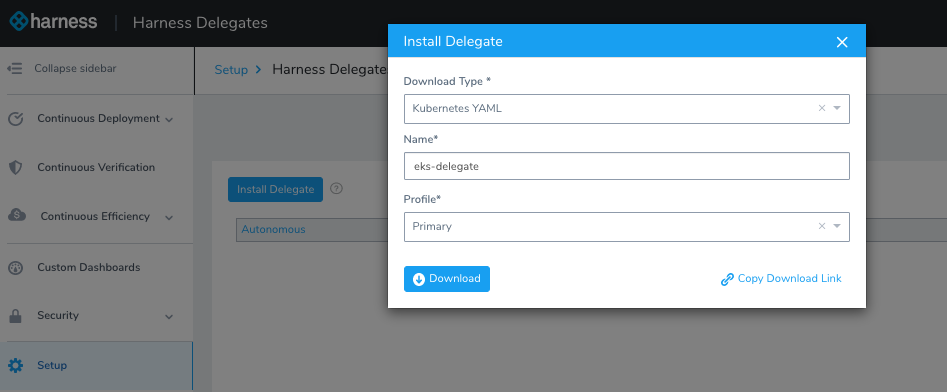 harness | Harness Delegates
Collapse sidebar
Setup > Harness Delegate
Continuous Deployment
Continuous Verification
Continuous Efficiency
Custom Dashboards
Security
Setup
Install Delegate ?
Autonomous
Install Delegate
Download Type *
Kubernetes YAML
Name*
eks-delegate
Profile*
Primary
Download
Copy Download Link